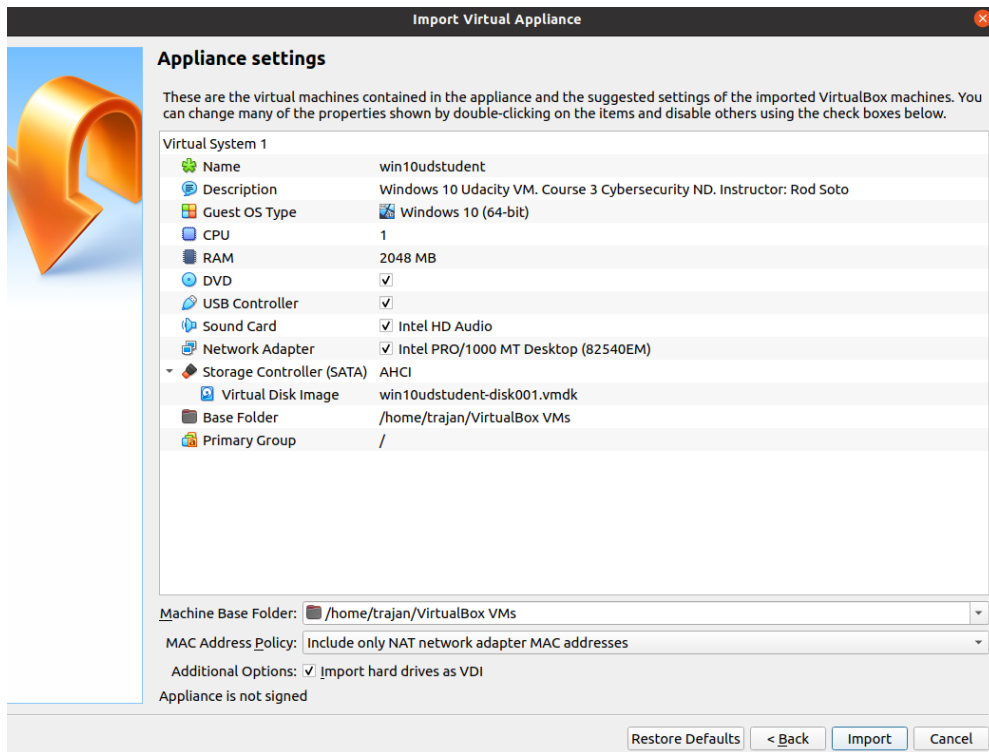 Import Virtual Appliance
Appliance settings
These are the virtual machines contained in the appliance and the suggested settings of the imported VirtualBox machines. You
can change many of the properties shown by double-clicking on the items and disable others using the check boxes below.
Virtual System 1
Name win10udstudent
Description Windows 10 Udacity VM. Course 3 Cybersecurity ND. Instructor: Rod Soto
Guest OS Type Windows 10 (64-bit)
CPU 1
RAM 2048 MB
DVD
USB Controller
Sound Card Intel HD Audio
Network Adapter Intel PRO/1000 MT Desktop (82540EM)
Storage Controller (SATA) AHCI
Virtual Disk Image win10udstudent-disk001.vmdk
Base Folder /home/trajan/VirtualBox VMs
Primary Group /
Machine Base Folder: /home/trajan/VirtualBox VMs
MAC Address Policy: Include only NAT network adapter MAC addresses
Additional Options: Import hard drives as VDI
Appliance is not signed
Restore Defaults < Back Import Cancel